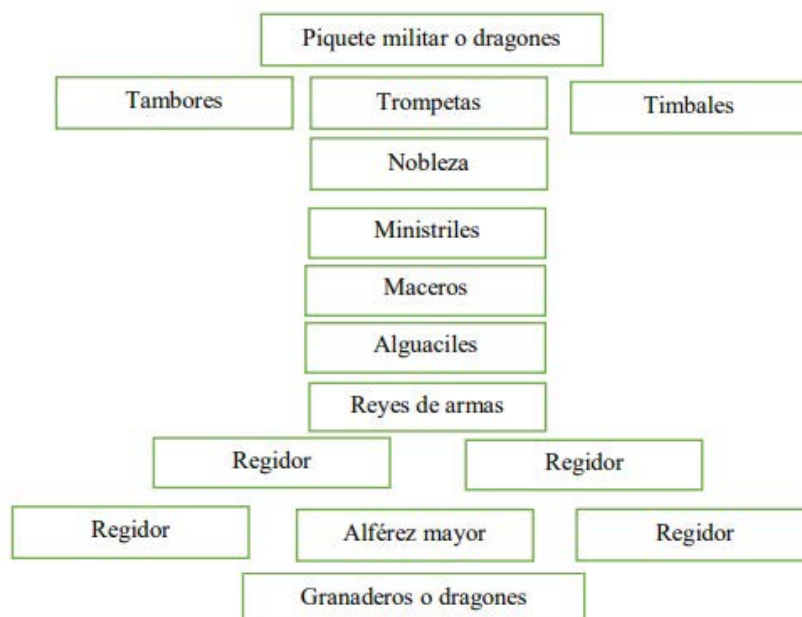 Piquete militar o dragones
Tambores Trompetas Timbales
Nobleza
Ministriles
Maceros
Alguaciles
Reyes de armas
Regidor Regidor
Regidor Alférez mayor Regidor
Granaderos o dragones